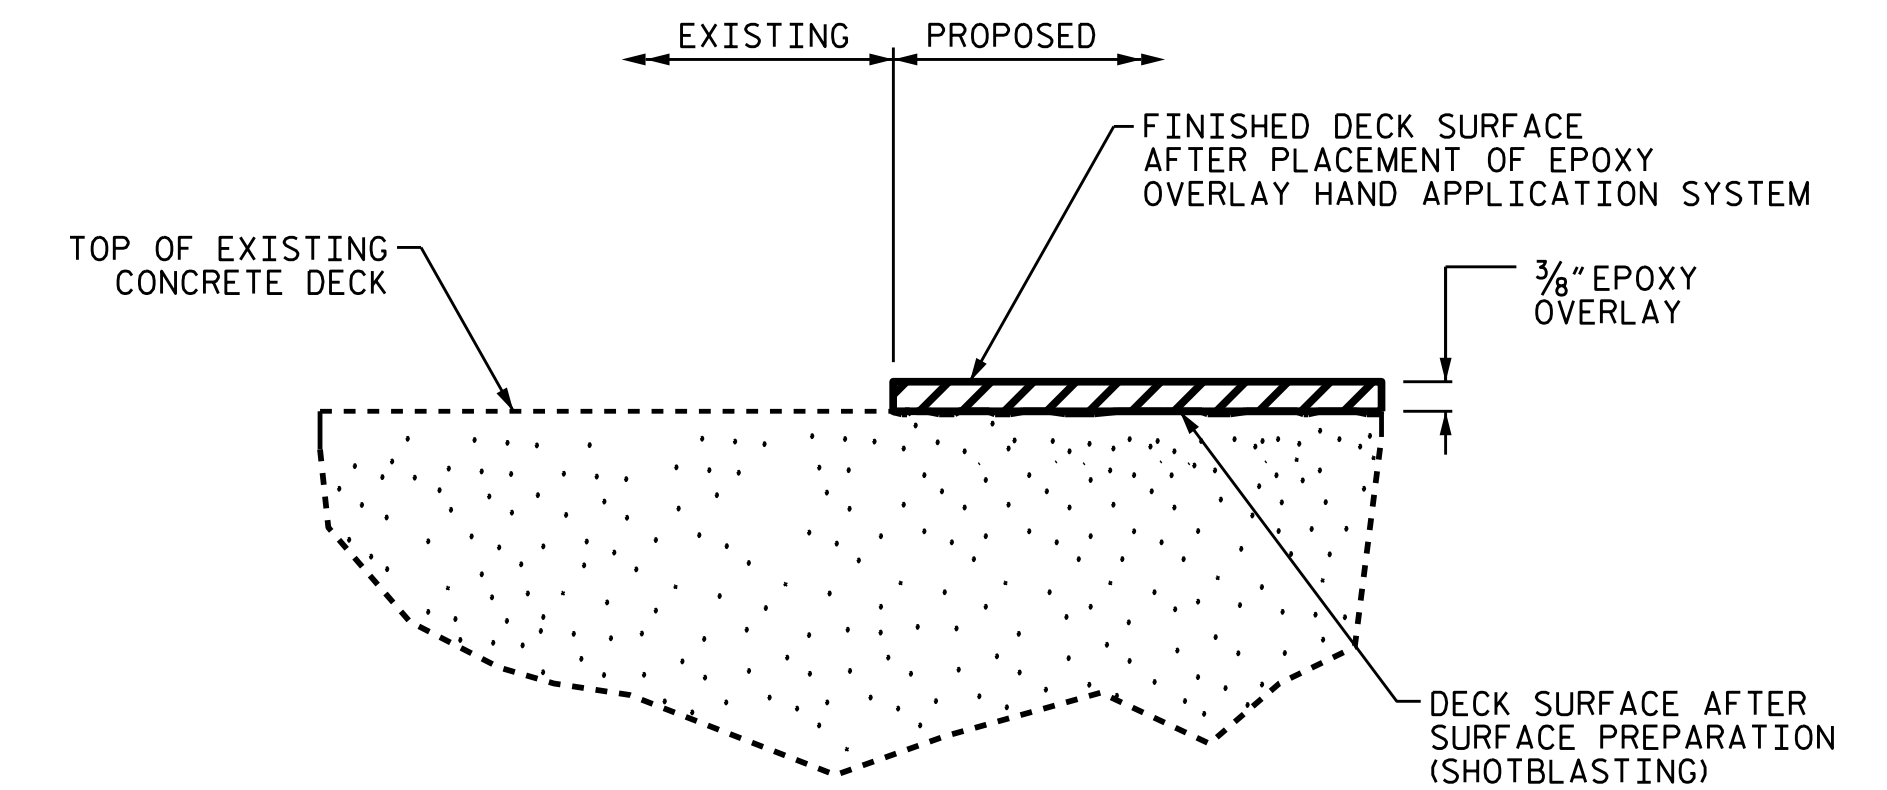 EXISTING
PROPOSED
FINISHED DECK SURFACE
AFTER PLACEMENT OF EPOXY
OVERLAY HAND APPLICATION SYSTEM
TOP OF EXISTING
CONCRETE DECK
3/8" EPOXY
OVERLAY
DECK SURFACE AFTER
SURFACE PREPARATION
(SHOTBLASTING)